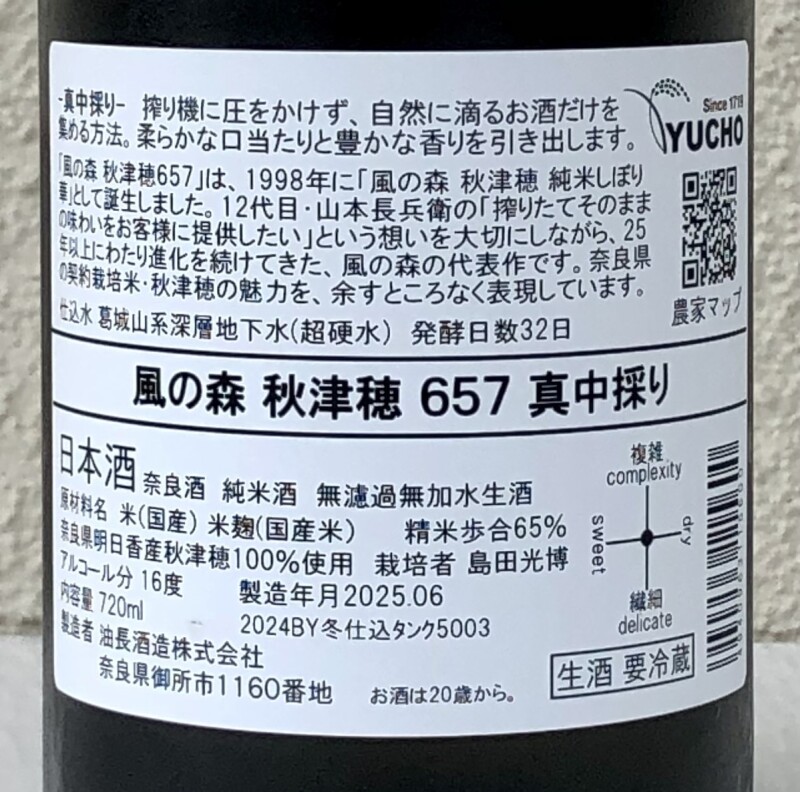 -真中採り- 搾り機に圧をかけず、自然に滴るお酒だけを
集める方法。柔らかな口当たりと豊かな香りを引き出します。
Since 1719
YUCHO
「風の森 秋津穂657」は、1998年に「風の森 秋津穂 純米しぼり
華」として誕生しました。12代目・山本長兵衛の「搾りたてそのまま
の味わいをお客様に提供したい」という想いを大切にしながら、25
年以上にわたり進化を続けてきた、風の森の代表作です。奈良県
の契約栽培米・秋津穂の魅力を、余すところなく表現しています。
農家マップ
仕込水 葛城山系深層地下水(超硬水) 発酵日数32日
風の森 秋津穂 657 真中採り
日本酒 奈良酒 純米酒 無濾過無加水生酒
原材料名 米(国産) 米麹(国産米) 精米歩合65%
奈良県明日香産秋津穂100%使用 栽培者 島田光博
アルコール分 16度
内容量 720ml
製造年月2025.06
2024BY冬仕込タンク5003
製造者 油長酒造株式会社
奈良県御所市1160番地
お酒は20歳から。
複雑
complexity
sweet
dry
繊細
delicate
生酒 要冷蔵